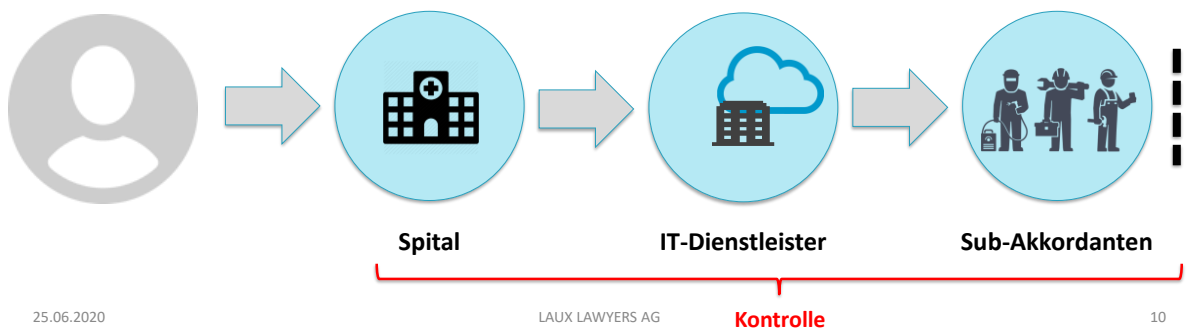 Spital
IT-Dienstleister
Sub-Akkordanten
25.06.2020
LAUX LAWYERS AG
Kontrolle
10